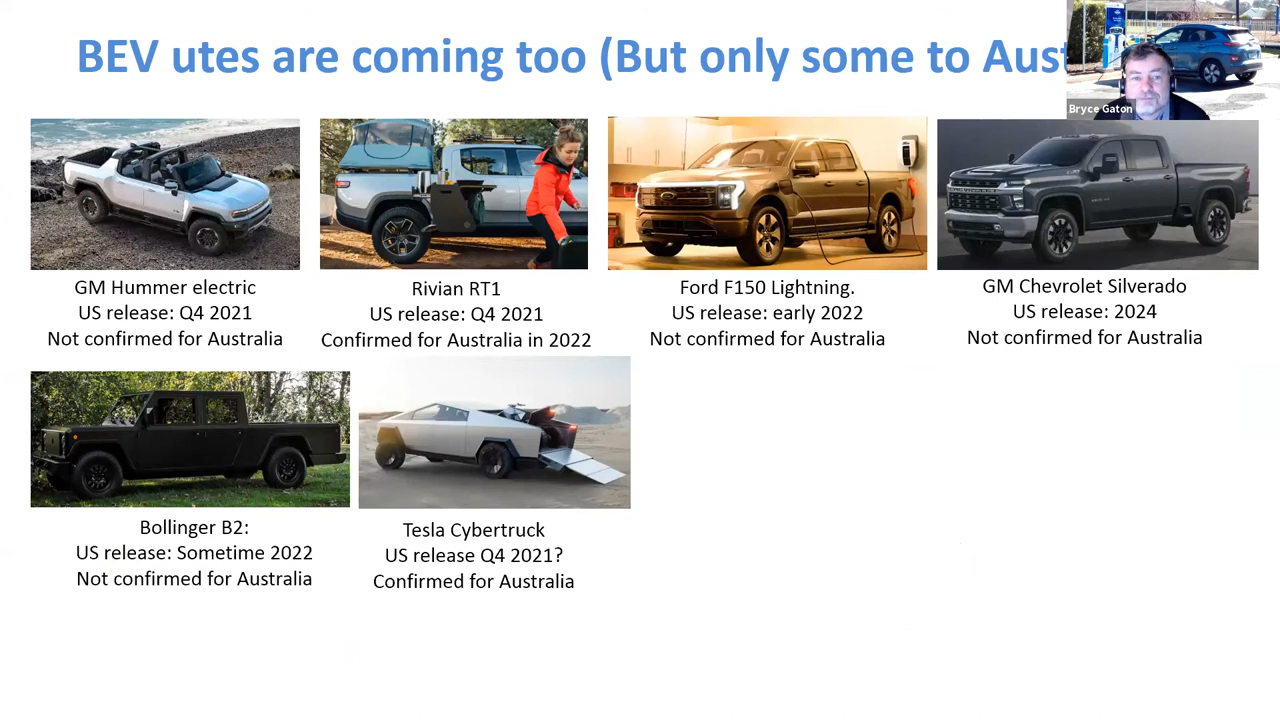 BEV utes are coming too (But only some to Aust
Bryce Gaton
GM Hummer electric
US release: Q4 2021
Not confirmed for Australia
Rivian RT1
US release: Q4 2021
Confirmed for Australia in 2022
Ford F150 Lightning.
US release: early 2022
Not confirmed for Australia
GM Chevrolet Silverado
US release: 2024
Not confirmed for Australia
Bollinger B2:
US release: Sometime 2022
Not confirmed for Australia
Tesla Cybertruck
US release Q4 2021?
Confirmed for Australia